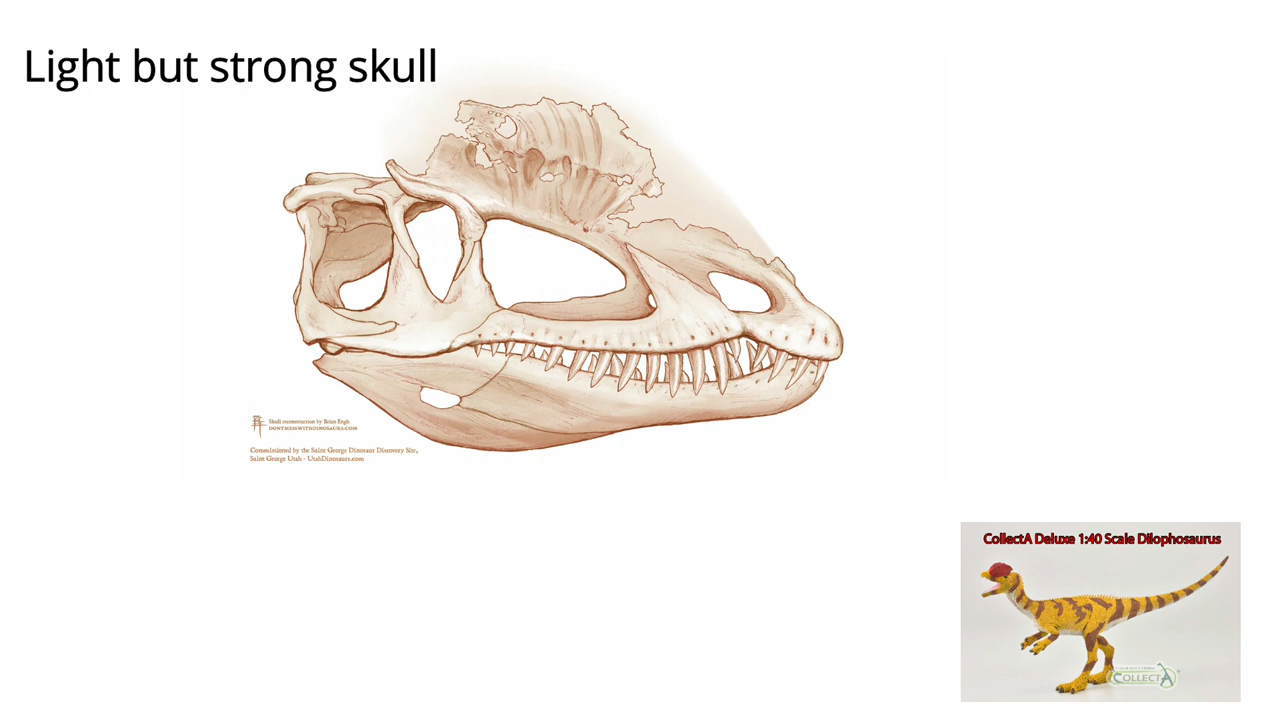 Light but strong skull
Skull reconstruction by Brian Engh
DONTMESSWITHDINOSAURS.COM
Commissioned by the Saint George Dinosaur Discovery Site,
Saint George Utah - UtahDinosaurs.com
CollectA Deluxe 1:40 Scale Dilophosaurus
COLLECTA